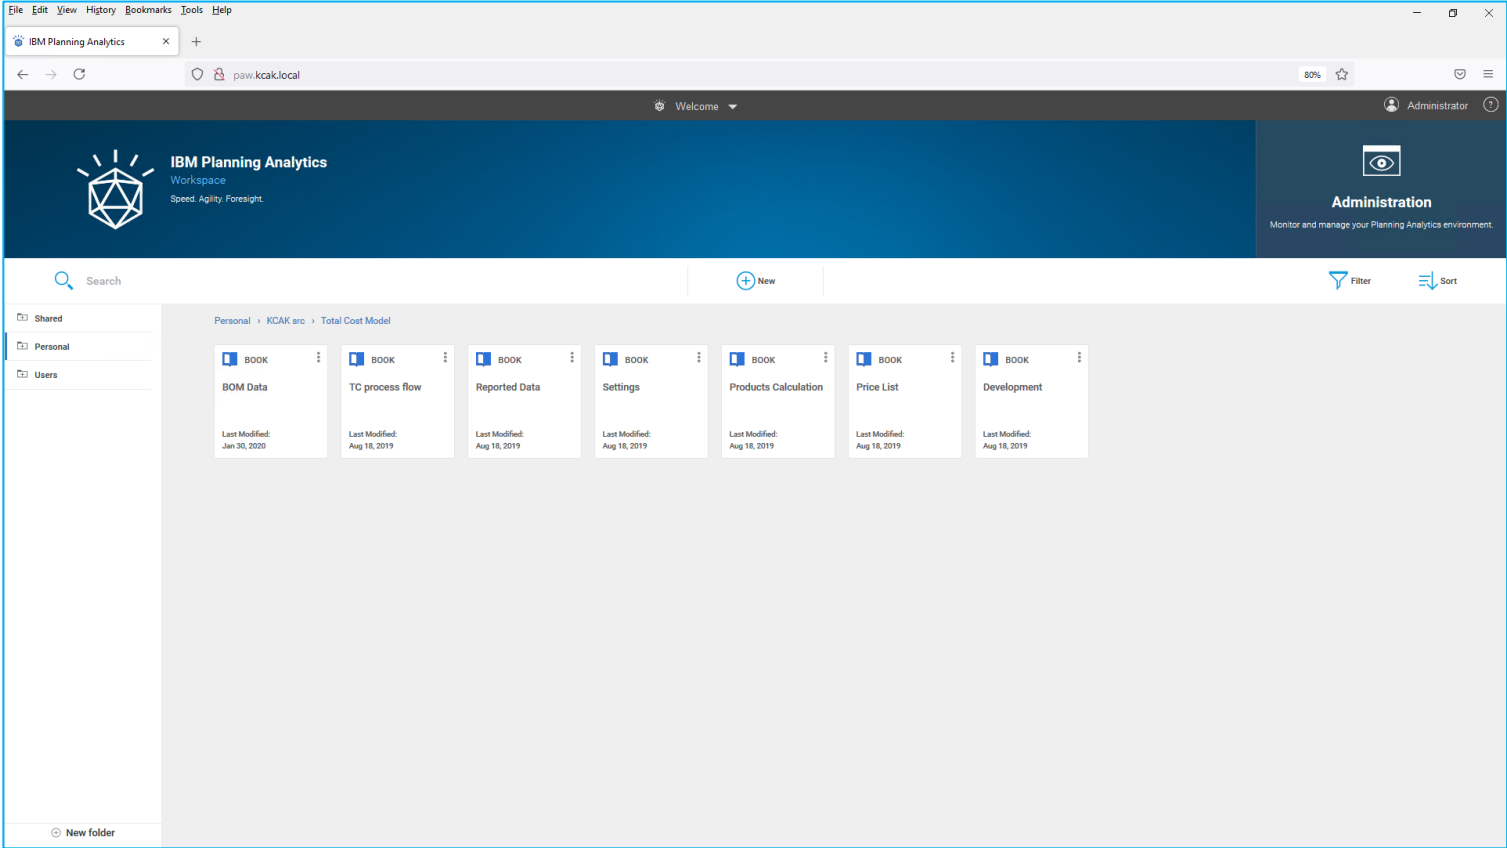 File Edit View History Bookmarks Tools Help
IBM Planning Analytics
paw.kcak.local
80%
Welcome
Administrator
IBM Planning Analytics
Workspace
Speed. Agility. Foresight.
Administration
Monitor and manage your Planning Analytics environment.
Search
New
Filter
Sort
Shared
Personal
Users
Personal › KCAK src › Total Cost Model
BOOK
BOM Data
Last Modified:
Jan 30, 2020
BOOK
TC process flow
Last Modified:
Aug 18, 2019
BOOK
Reported Data
Last Modified:
Aug 18, 2019
BOOK
Settings
Last Modified:
Aug 18, 2019
BOOK
Products Calculation
Last Modified:
Aug 18, 2019
BOOK
Price List
Last Modified:
Aug 18, 2019
BOOK
Development
Last Modified:
Aug 18, 2019
New folder